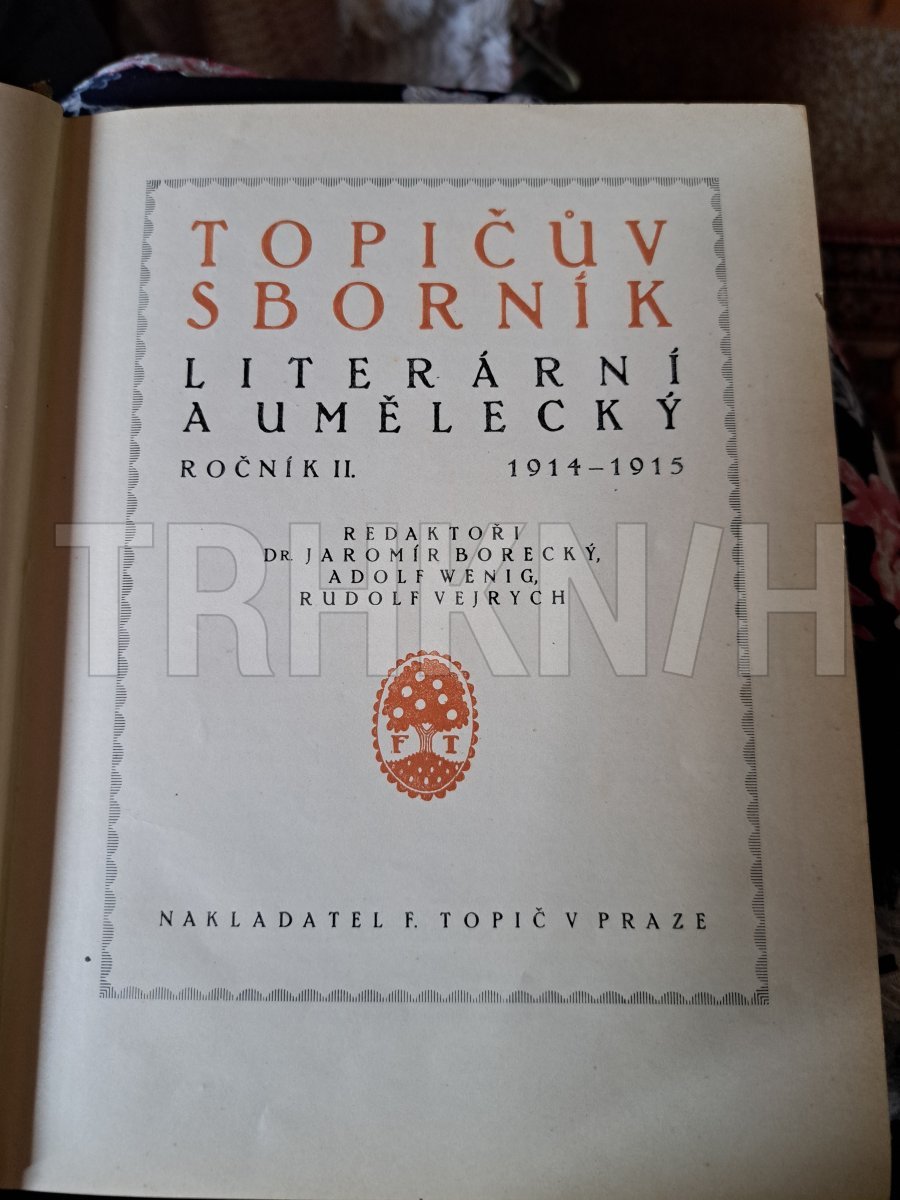 TOPIČŮV
SBORNÍK
LITERÁRNÍ
A UMĚLECKÝ
ROČNÍK II. 1914–1915
REDAKTOŘI
DR. JAROMÍR BORECKÝ,
ADOLF WENIG,
RUDOLF VEJRYCH
TRHKNIH
F T
NAKLADATEL F. TOPIČ V PRAZE